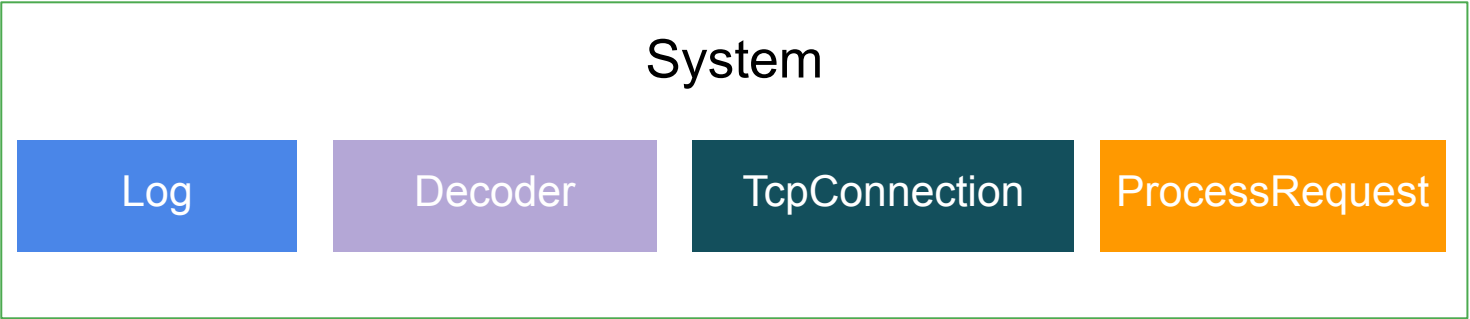 System
Log
Decoder
TcpConnection
ProcessRequest